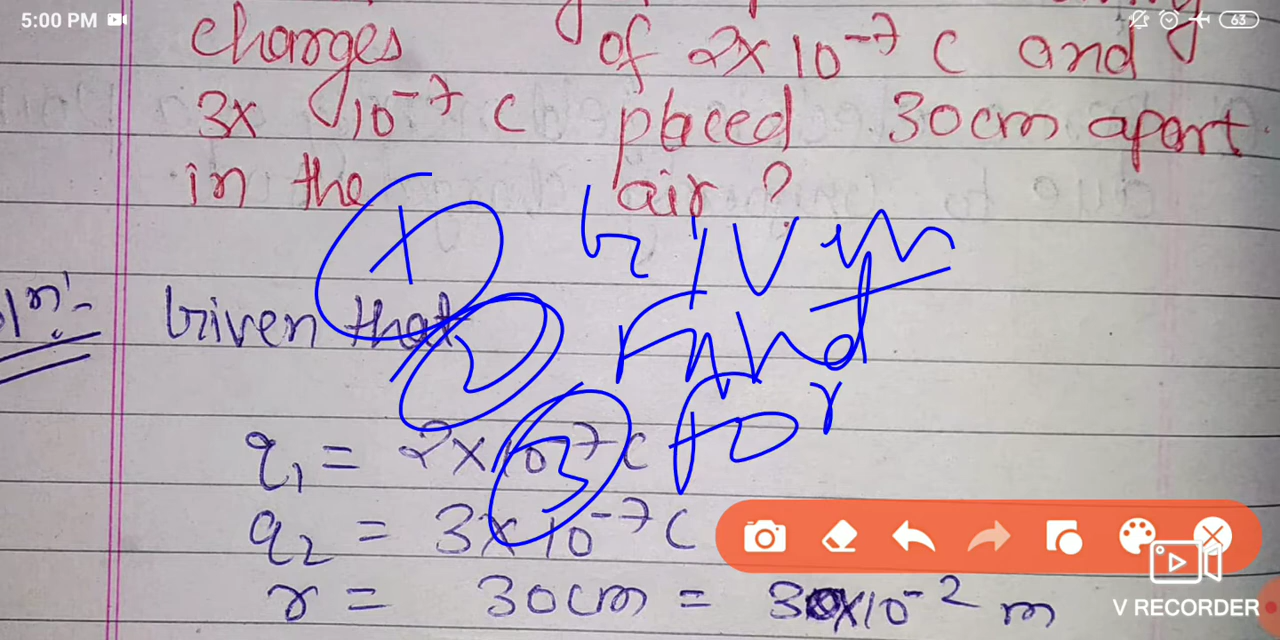 5:00 PM
63
charges of 2x10⁻⁷ C and
3x 10⁻⁷ C placed 30cm apart
in the air?
① Given
Given that
② Find
③ for
q₁ = 2x10⁻⁷ C
q₂ = 3x10⁻⁷ C
r = 30cm = 30x10⁻² m
V RECORDER